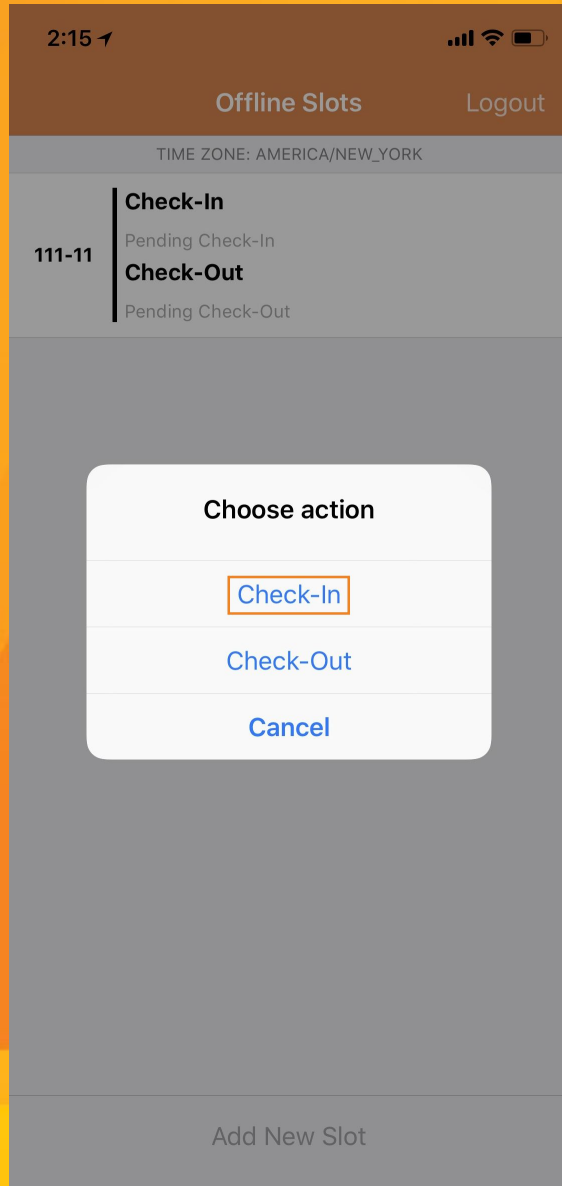 2:15
Offline Slots
Logout
TIME ZONE: AMERICA/NEW_YORK
111-11
Check-In
Pending Check-In
Check-Out
Pending Check-Out
Choose action
Check-In
Check-Out
Cancel
Add New Slot